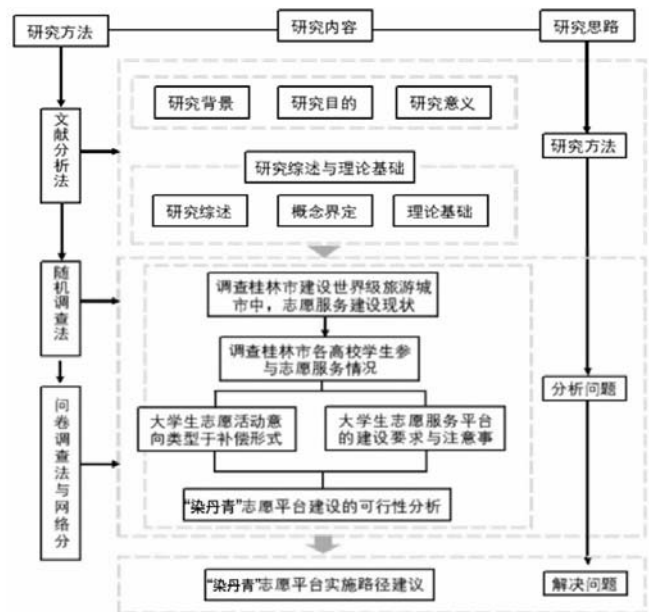 研究方法
研究内容
研究思路
研究背景
研究目的
研究意义
文献分析法
研究方法
研究综述与理论基础
研究综述
概念界定
理论基础
随机调查法
调查桂林市建设世界级旅游城
市中，志愿服务建设现状
调查桂林市各高校学生参
与志愿服务情况
分析问题
问卷调查法与网络分
大学生志愿活动意
向类型于补偿形式
大学生志愿服务平台
的建设要求与注意事
“染丹青”志愿平台建设的可行性分析
“染丹青”志愿平台实施路径建议
解决问题